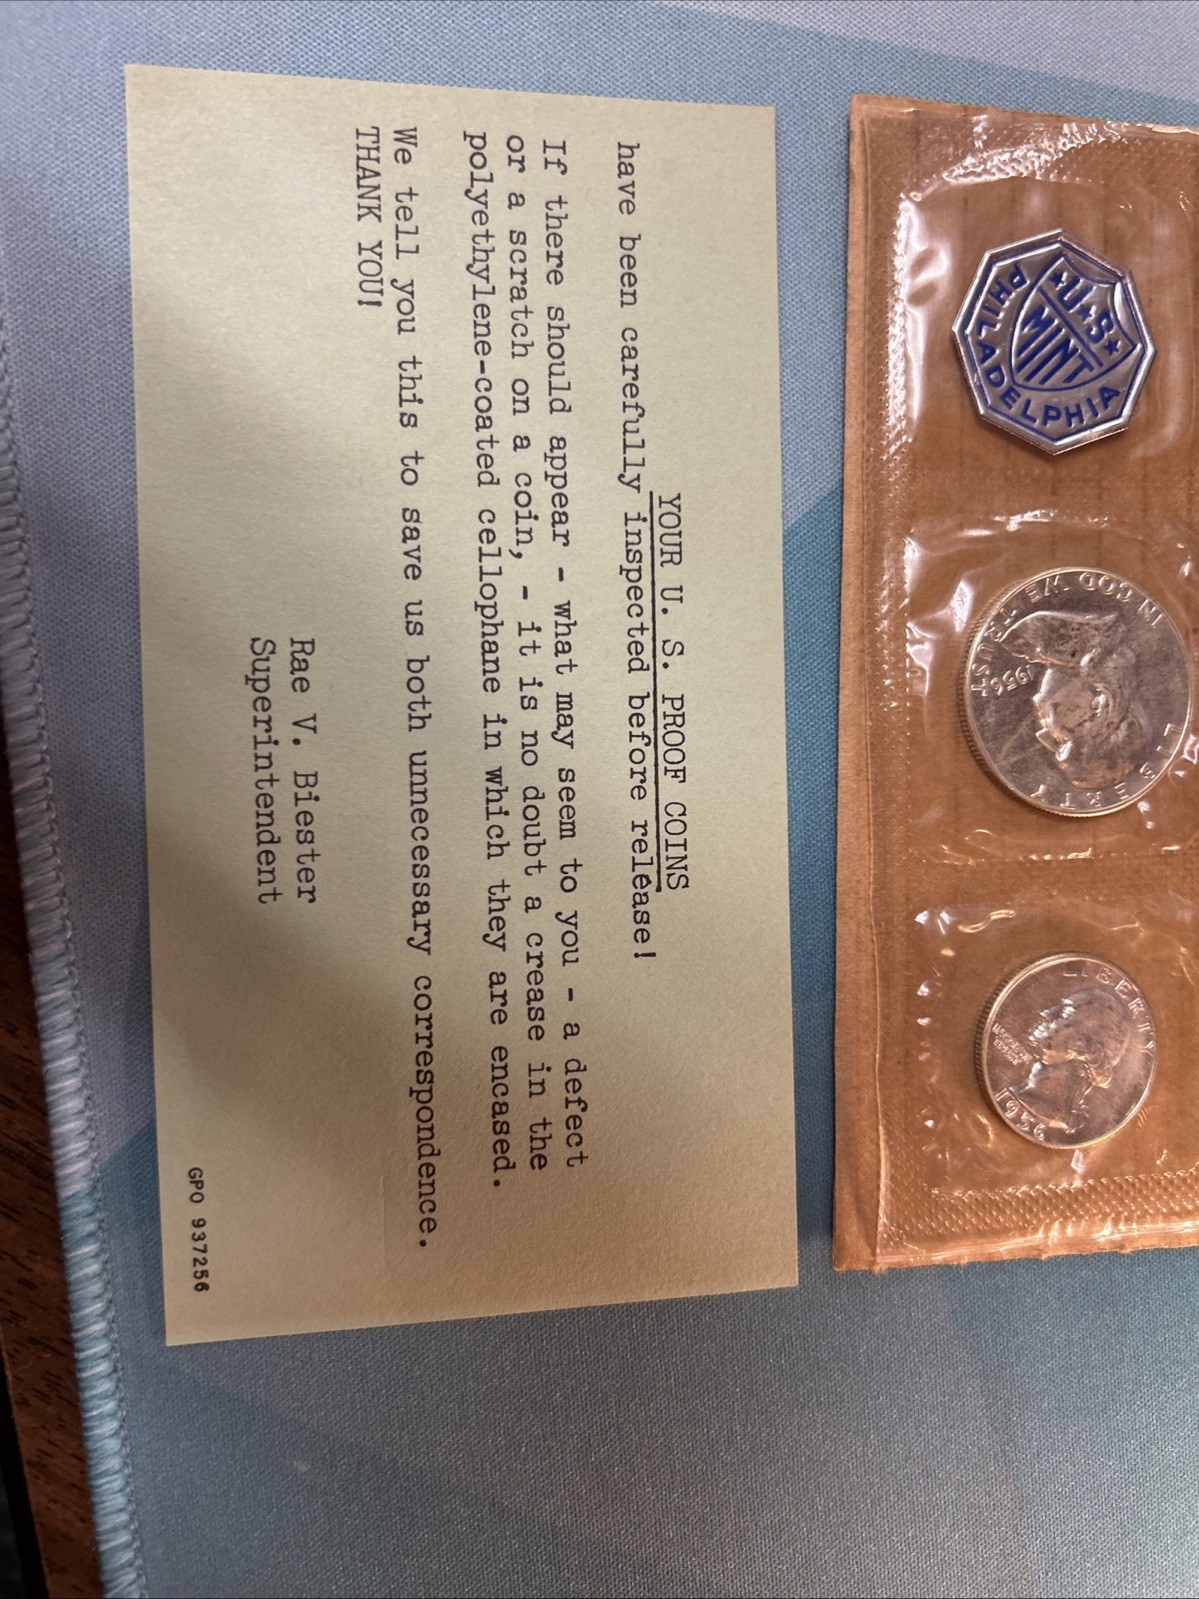 YOUR U. S. PROOF COINS
have been carefully inspected before release!
If there should appear - what may seem to you - a defect
or a scratch on a coin, - it is no doubt a crease in the
polyethylene-coated cellophane in which they are encased.
We tell you this to save us both unnecessary correspondence.
THANK YOU!
Rae V. Biester
Superintendent
GPO 937256
U.S.
MINT
PHILADELPHIA
IN GOD WE TRUST
1956
LIBERTY
LIBERTY
1956